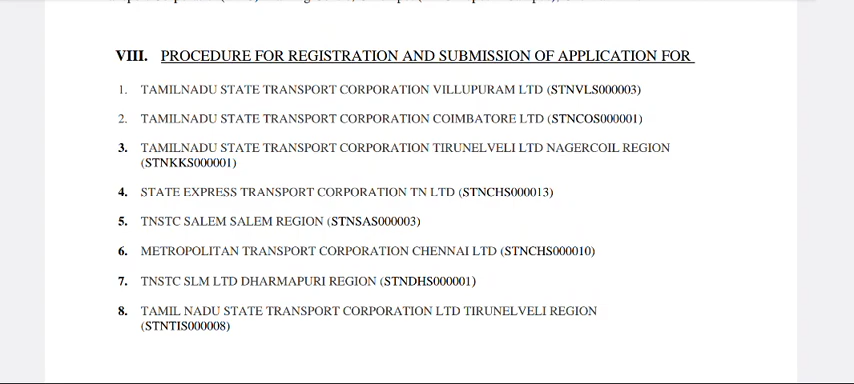 VIII. PROCEDURE FOR REGISTRATION AND SUBMISSION OF APPLICATION FOR
1. TAMILNADU STATE TRANSPORT CORPORATION VILLUPURAM LTD (STNVLS000003)
2. TAMILNADU STATE TRANSPORT CORPORATION COIMBATORE LTD (STNCOS000001)
3. TAMILNADU STATE TRANSPORT CORPORATION TIRUNELVELI LTD NAGERCOIL REGION
(STNKKS000001)
4. STATE EXPRESS TRANSPORT CORPORATION TN LTD (STNCHS000013)
5. TNSTC SALEM SALEM REGION (STNSAS000003)
6. METROPOLITAN TRANSPORT CORPORATION CHENNAI LTD (STNCHS000010)
7. TNSTC SLM LTD DHARMAPURI REGION (STNDHS000001)
8. TAMIL NADU STATE TRANSPORT CORPORATION LTD TIRUNELVELI REGION
(STNTIS000008)